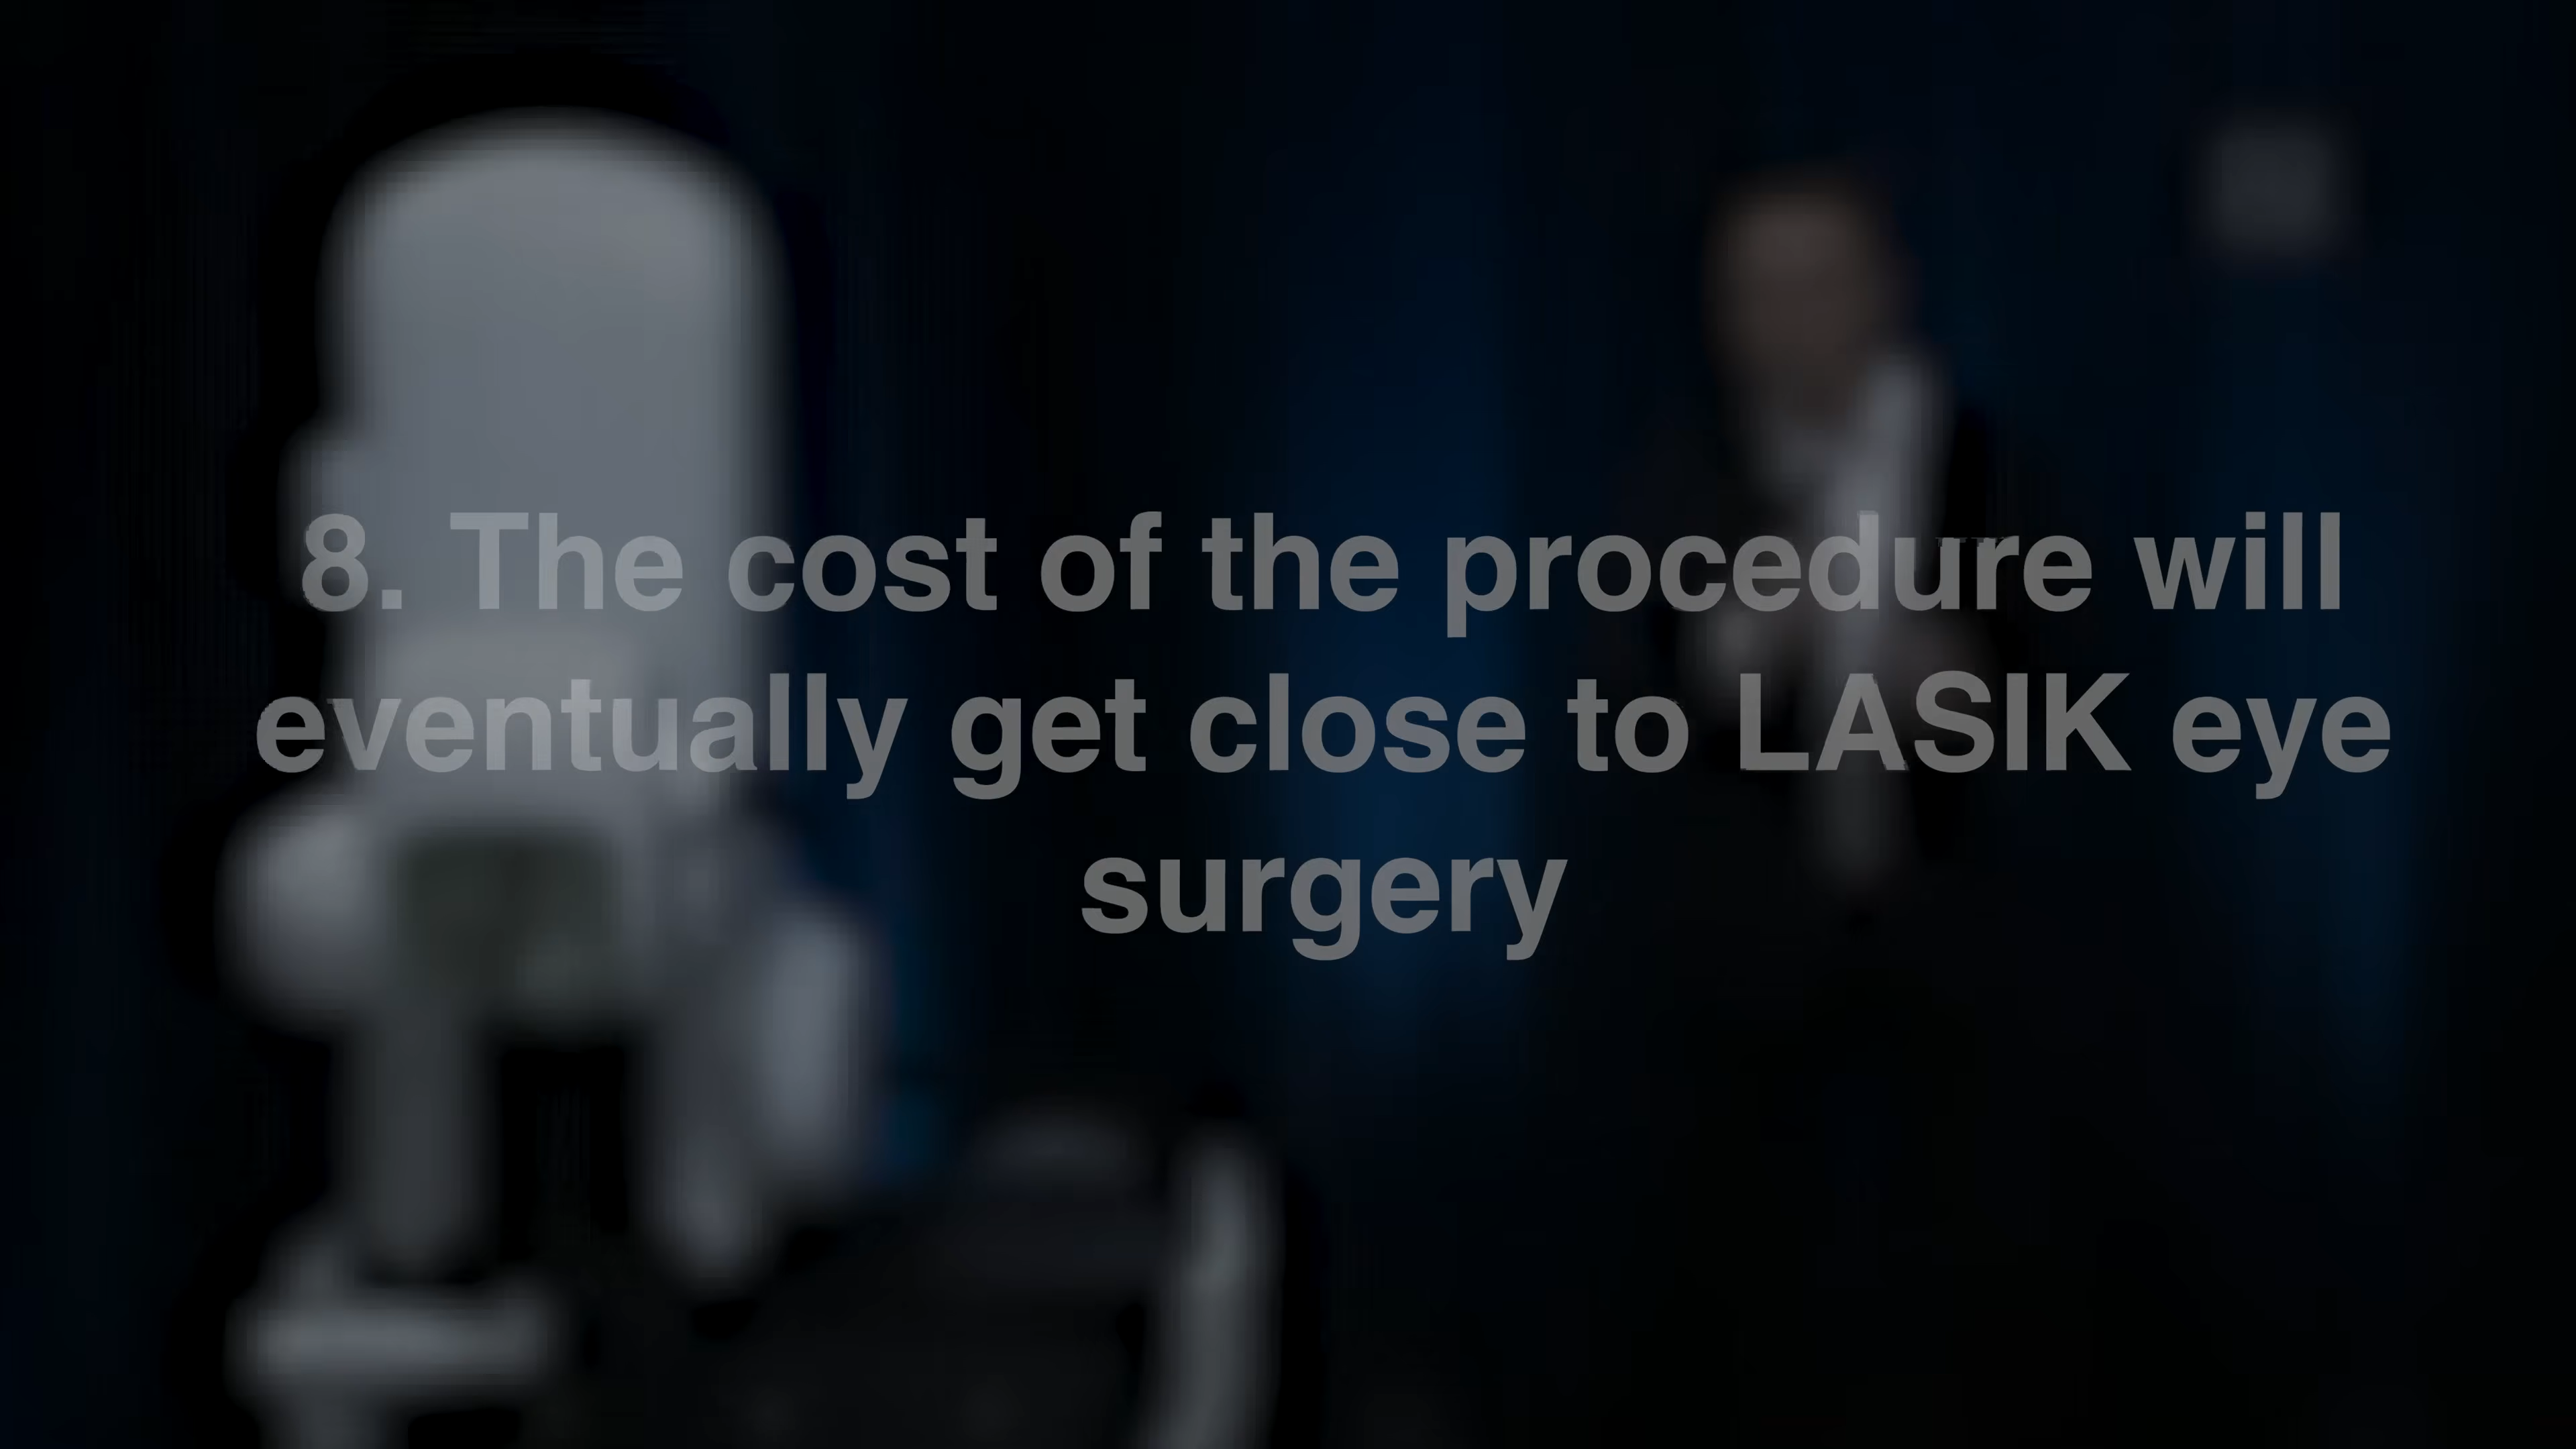 8. The cost of the procedure will
eventually get close to LASIK eye
surgery